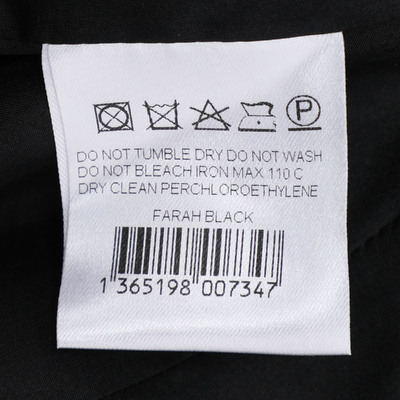 P
DO NOT TUMBLE DRY DO NOT WASH
DO NOT BLEACH IRON MAX 110 C
DRY CLEAN PERCHLOROETHYLENE
FARAH BLACK
1 365198 007347